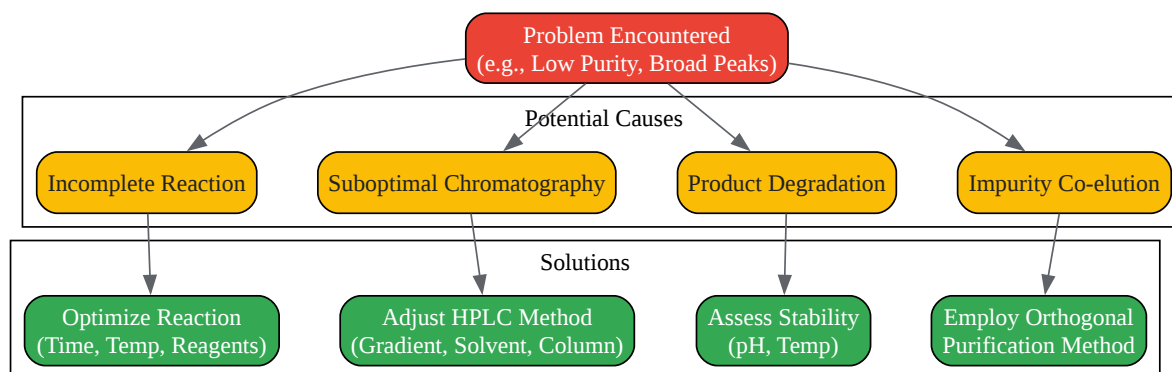 Problem Encountered
(e.g., Low Purity, Broad Peaks)
Potential Causes
Incomplete Reaction
Suboptimal Chromatography
Product Degradation
Impurity Co-elution
Solutions
Optimize Reaction
(Time, Temp, Reagents)
Adjust HPLC Method
(Gradient, Solvent, Column)
Assess Stability
(pH, Temp)
Employ Orthogonal
Purification Method